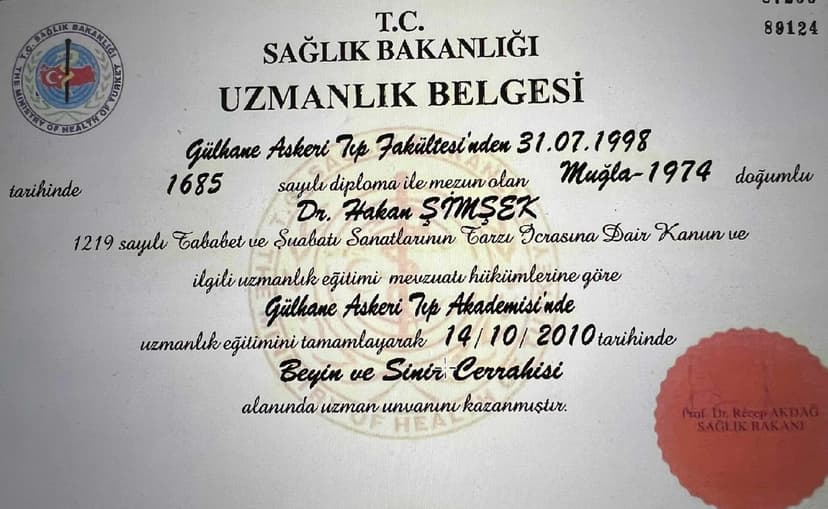 89124
T.C.
SAĞLIK BAKANLIĞI
UZMANLIK BELGESİ
T.C. SAĞLIK BAKANLIĞI
THE MINISTRY OF HEALTH OF TURKEY
Gülhane Askeri Tıp Fakültesi'nden 31.07.1998
tarihinde 1685 sayılı diploma ile mezun olan Muğla-1974 doğumlu
Dr. Hakan ŞİMŞEK
1219 sayılı Tababet ve Şuabatı Sanatlarının Tarzı İcrasına Dair Kanun ve
ilgili uzmanlık eğitimi mevzuatı hükümlerine göre
Gülhane Askeri Tıp Akademisi'nde
uzmanlık eğitimini tamamlayarak 14/10/2010 tarihinde
Beyin ve Sinir Cerrahisi
alanında uzman unvanını kazanmıştır.
Prof. Dr. Recep AKDAĞ
SAĞLIK BAKANI